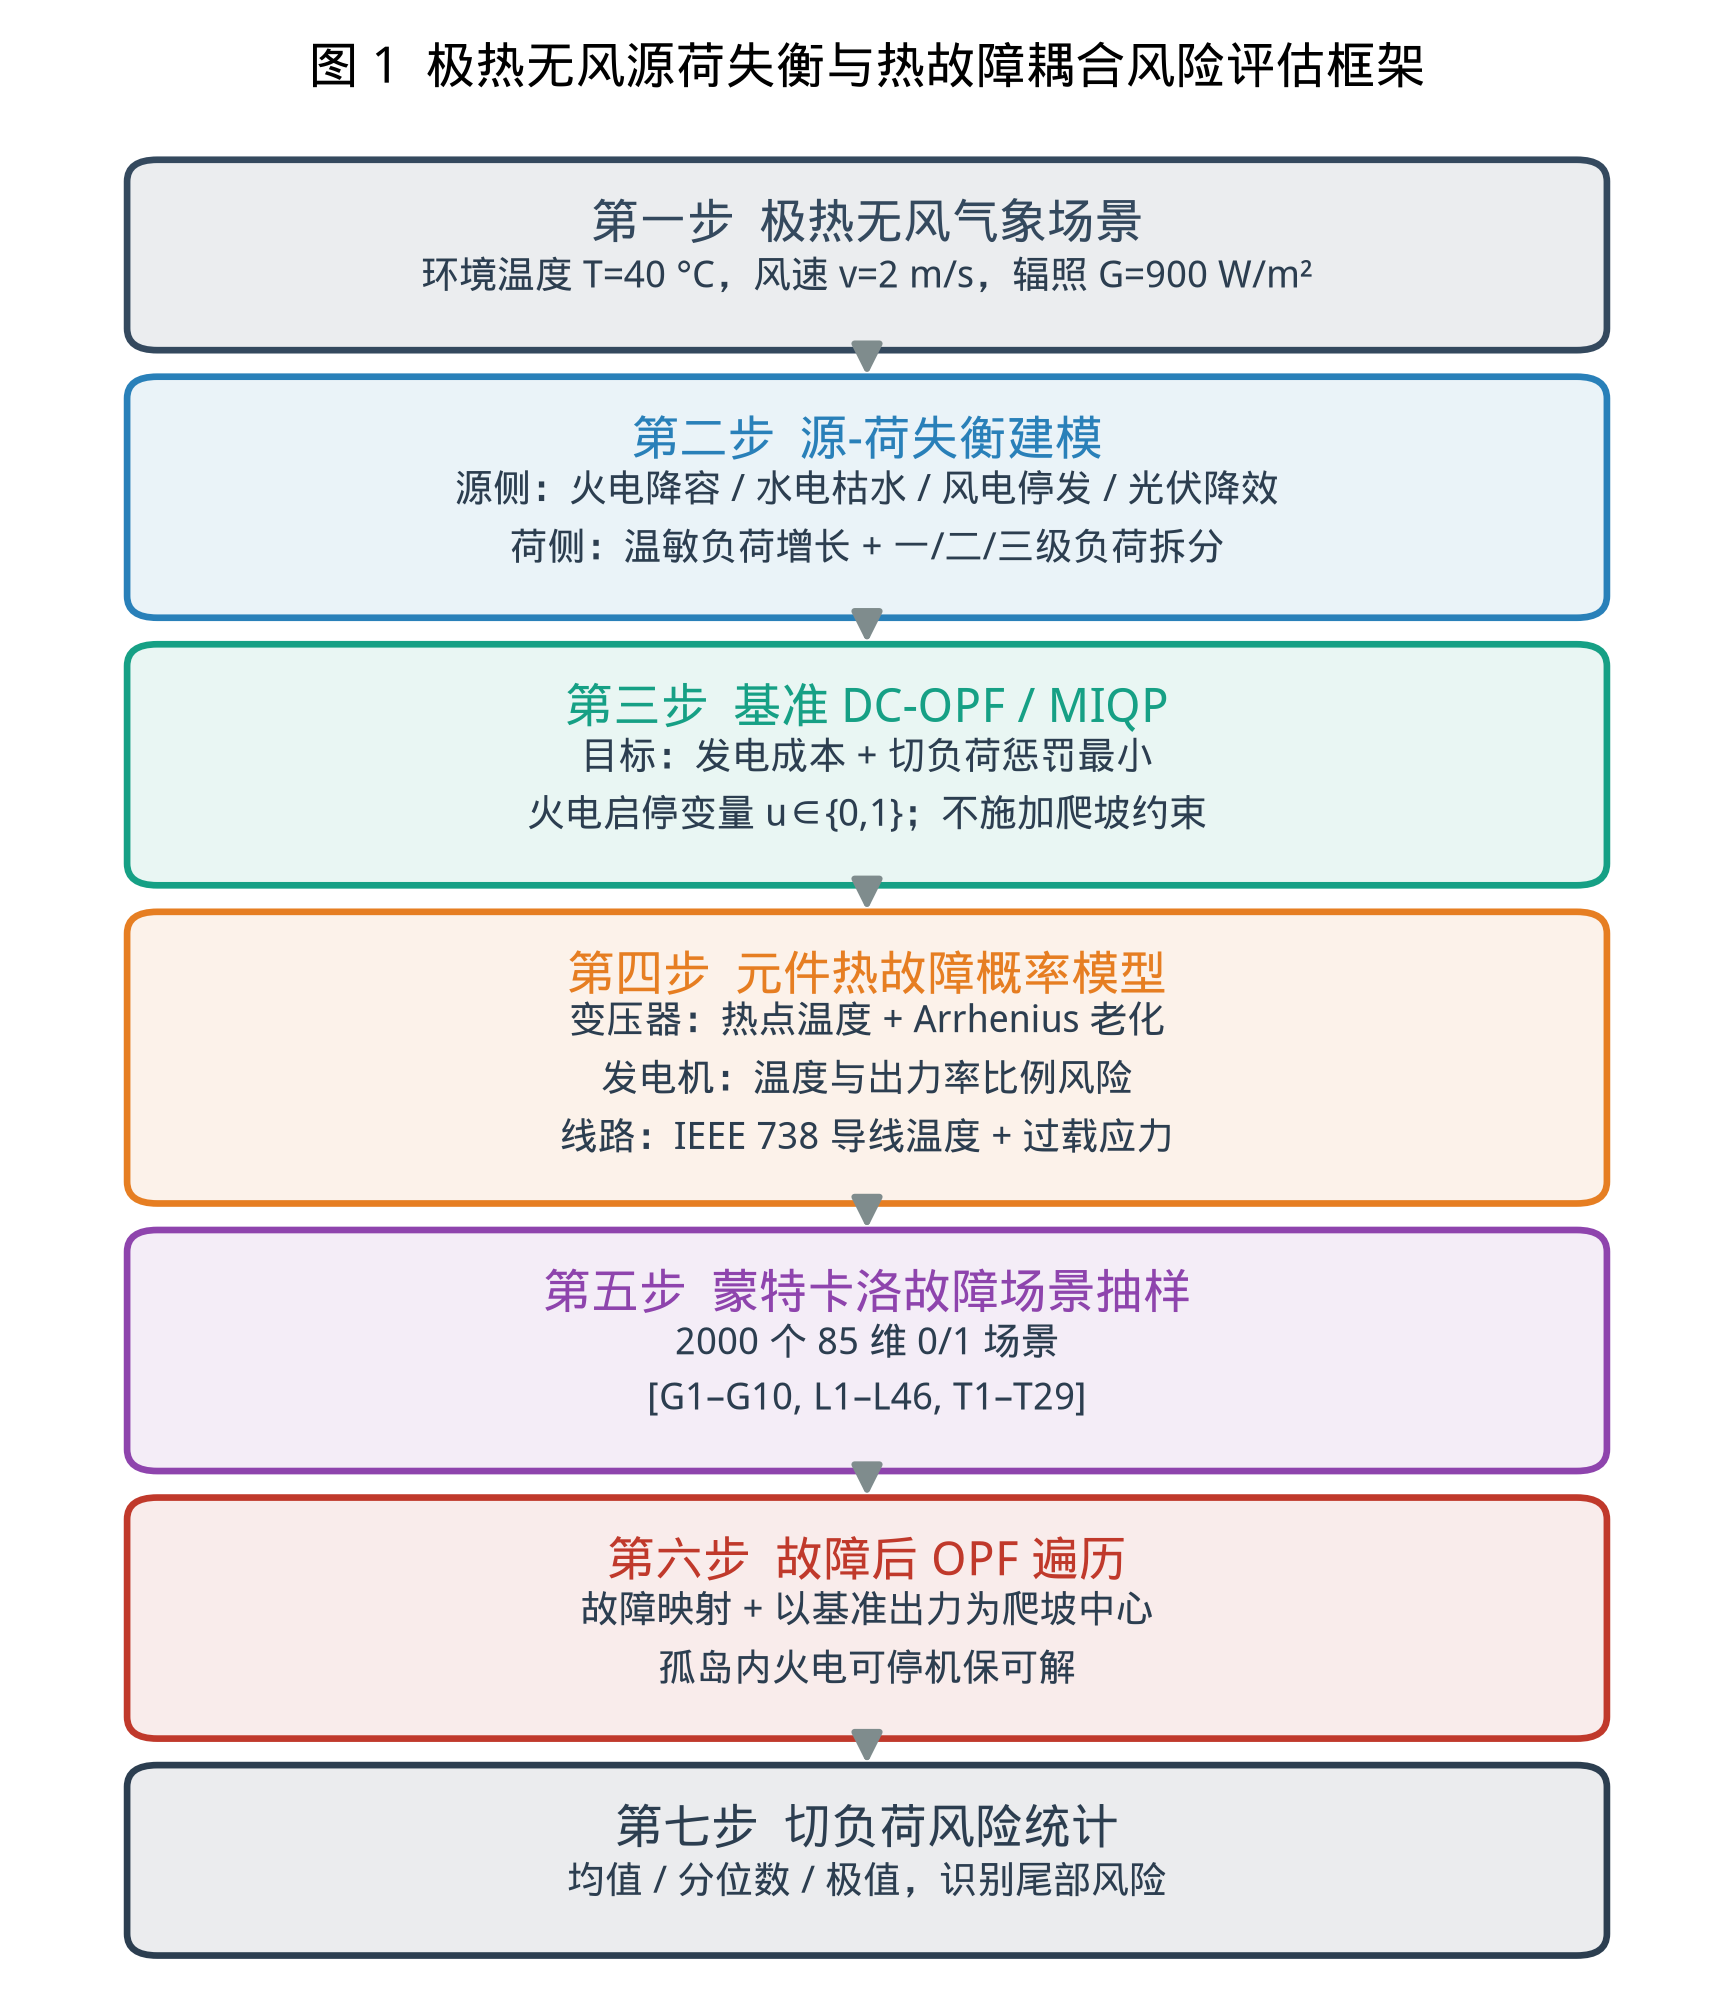 图 1 极热无风源荷失衡与热故障耦合风险评估框架
第一步 极热无风气象场景
环境温度 T=40 °C，风速 v=2 m/s，辐照 G=900 W/m²
第二步 源-荷失衡建模
源侧：火电降容 / 水电枯水 / 风电停发 / 光伏降效
荷侧：温敏负荷增长 + 一/二/三级负荷拆分
第三步 基准 DC-OPF / MIQP
目标：发电成本 + 切负荷惩罚最小
火电启停变量 u∈{0,1}；不施加爬坡约束
第四步 元件热故障概率模型
变压器：热点温度 + Arrhenius 老化
发电机：温度与出力率比例风险
线路：IEEE 738 导线温度 + 过载应力
第五步 蒙特卡洛故障场景抽样
2000 个 85 维 0/1 场景
[G1–G10, L1–L46, T1–T29]
第六步 故障后 OPF 遍历
故障映射 + 以基准出力为爬坡中心
孤岛内火电可停机保可解
第七步 切负荷风险统计
均值 / 分位数 / 极值，识别尾部风险